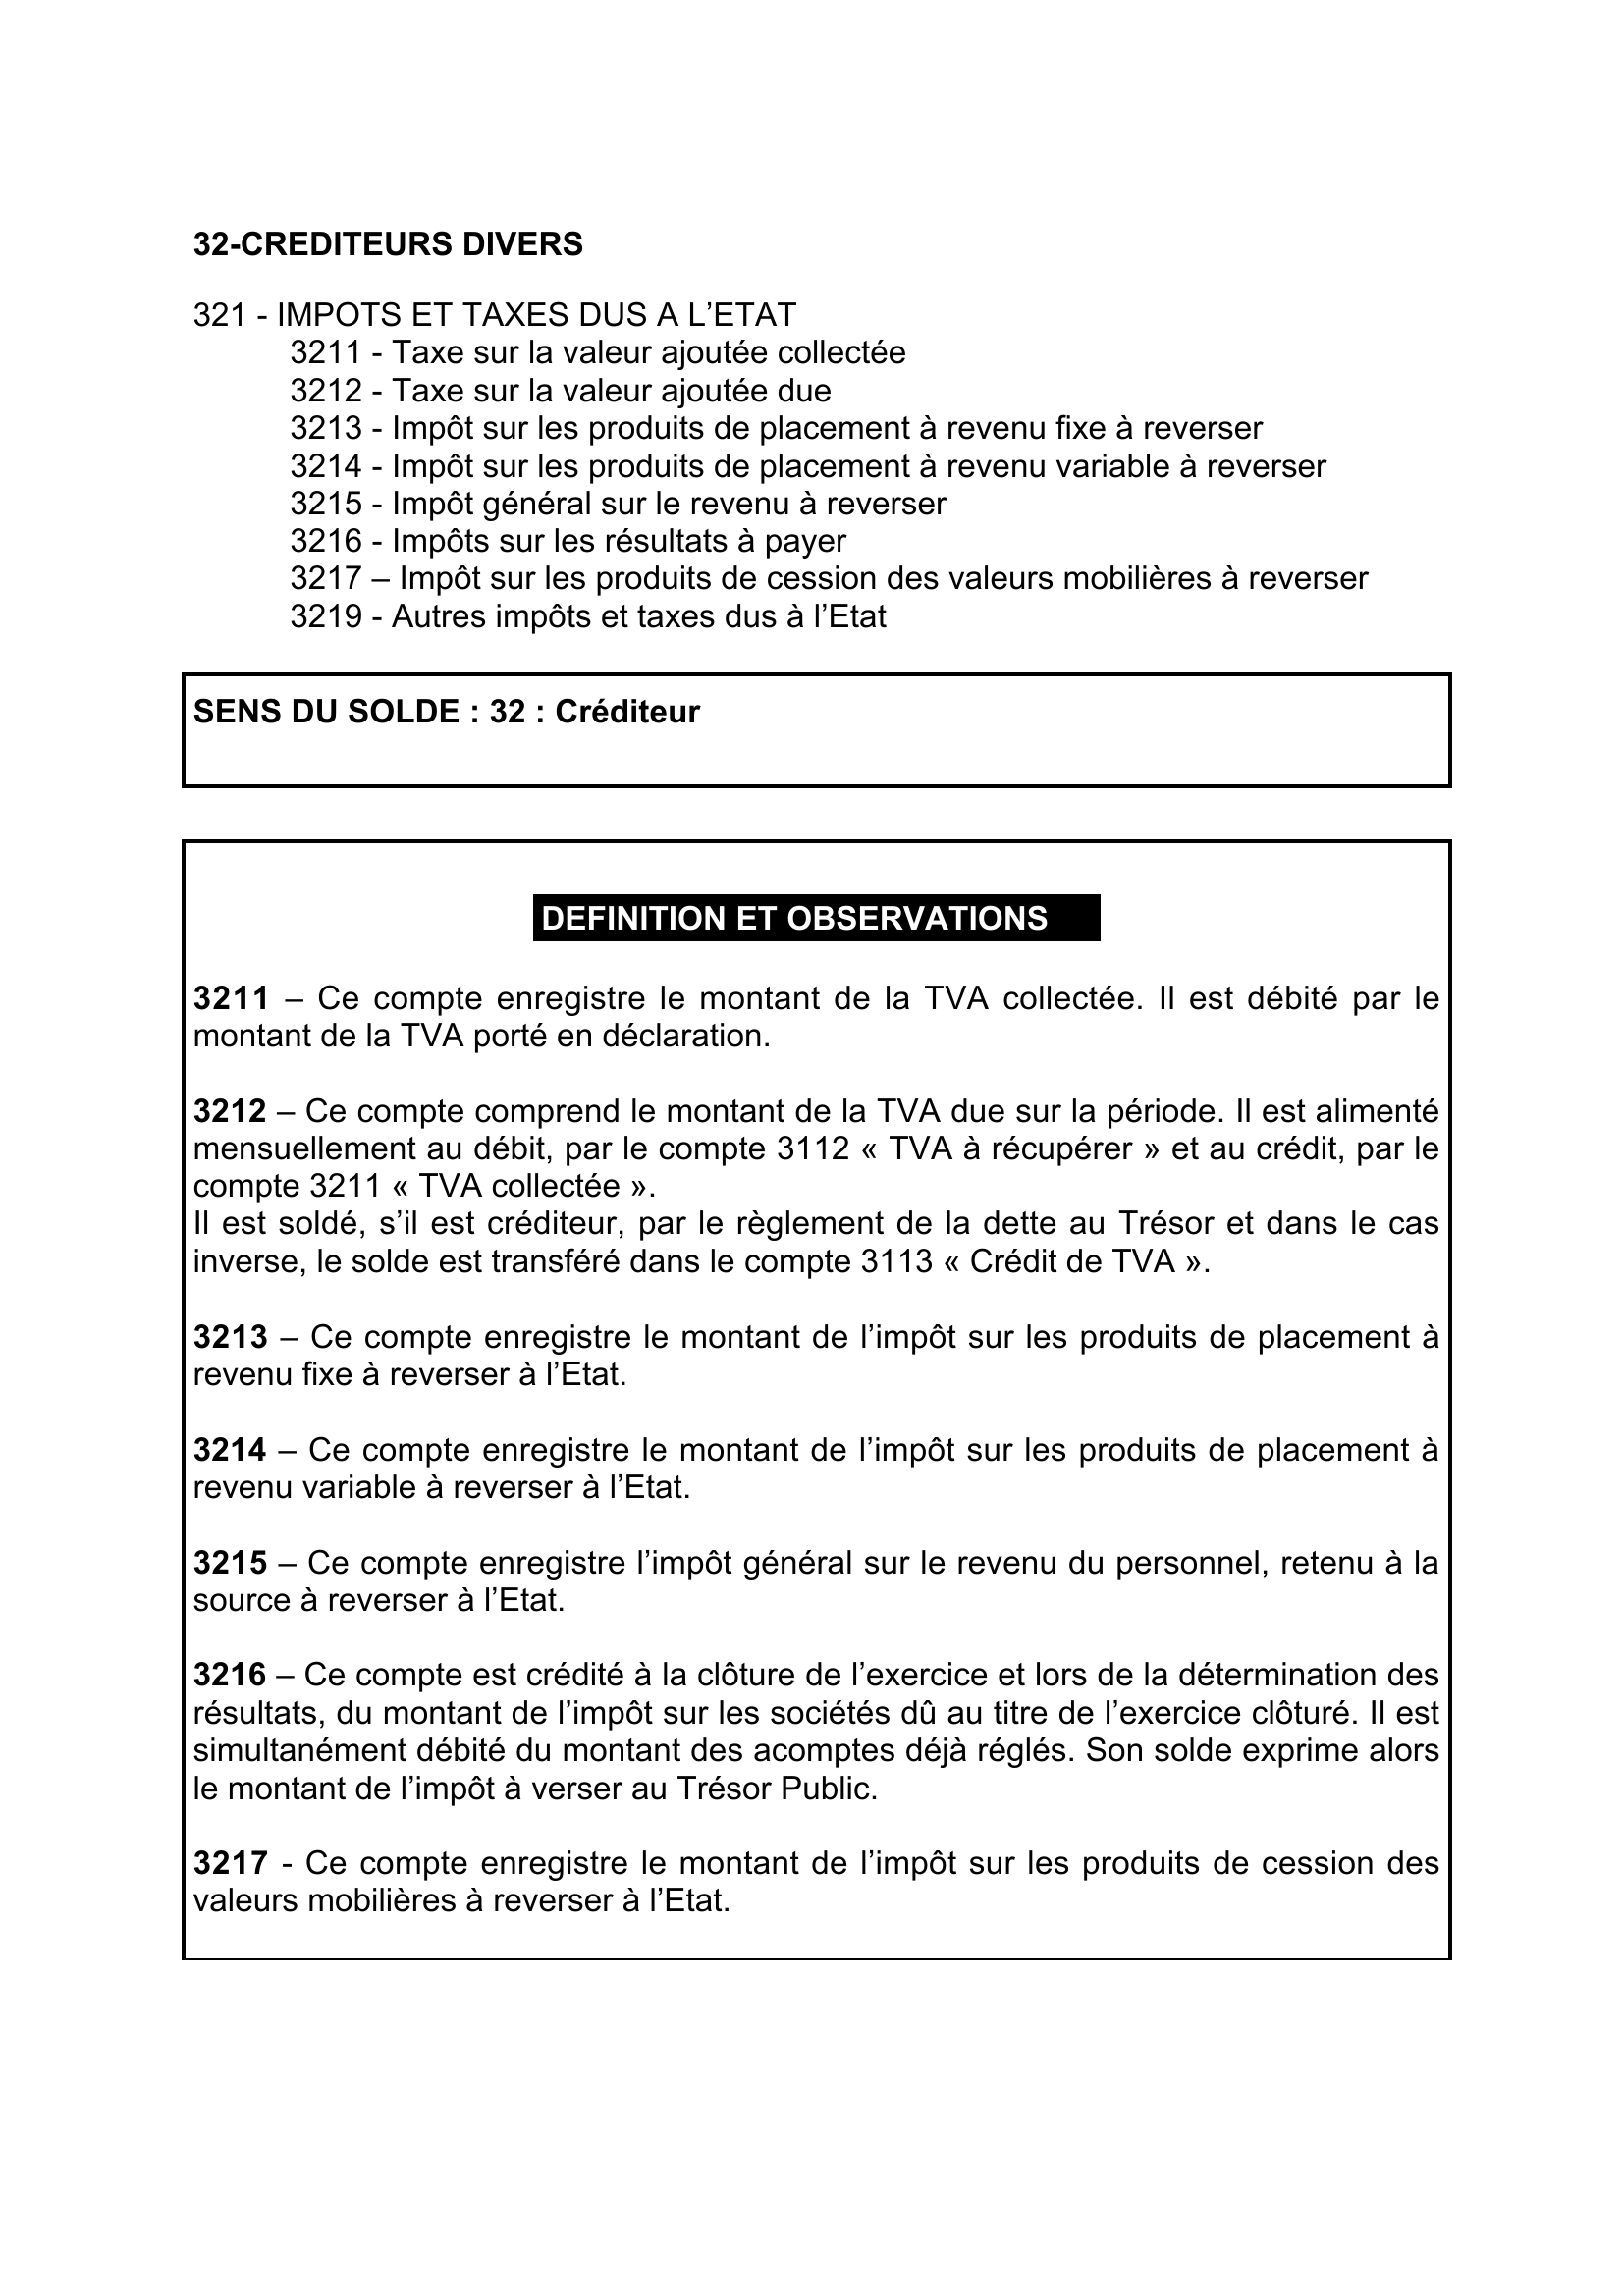 32-CREDITEURS DIVERS
321 - IMPOTS ET TAXES DUS A L’ETAT
3211 - Taxe sur la valeur ajoutée collectée
3212 - Taxe sur la valeur ajoutée due
3213 - Impôt sur les produits de placement à revenu fixe à reverser
3214 - Impôt sur les produits de placement à revenu variable à reverser
3215 - Impôt général sur le revenu à reverser
3216 - Impôts sur les résultats à payer
3217 – Impôt sur les produits de cession des valeurs mobilières à reverser
3219 - Autres impôts et taxes dus à l’Etat
SENS DU SOLDE : 32 : Créditeur
DEFINITION ET OBSERVATIONS
3211 – Ce compte enregistre le montant de la TVA collectée. Il est débité par le
montant de la TVA porté en déclaration.
3212 – Ce compte comprend le montant de la TVA due sur la période. Il est alimenté
mensuellement au débit, par le compte 3112 « TVA à récupérer » et au crédit, par le
compte 3211 « TVA collectée ».
Il est soldé, s’il est créditeur, par le règlement de la dette au Trésor et dans le cas
inverse, le solde est transféré dans le compte 3113 « Crédit de TVA ».
3213 – Ce compte enregistre le montant de l’impôt sur les produits de placement à
revenu fixe à reverser à l’Etat.
3214 – Ce compte enregistre le montant de l’impôt sur les produits de placement à
revenu variable à reverser à l’Etat.
3215 – Ce compte enregistre l’impôt général sur le revenu du personnel, retenu à la
source à reverser à l’Etat.
3216 – Ce compte est crédité à la clôture de l’exercice et lors de la détermination des
résultats, du montant de l’impôt sur les sociétés dû au titre de l’exercice clôturé. Il est
simultanément débité du montant des acomptes déjà réglés. Son solde exprime alors
le montant de l’impôt à verser au Trésor Public.
3217 - Ce compte enregistre le montant de l’impôt sur les produits de cession des
valeurs mobilières à reverser à l’Etat.